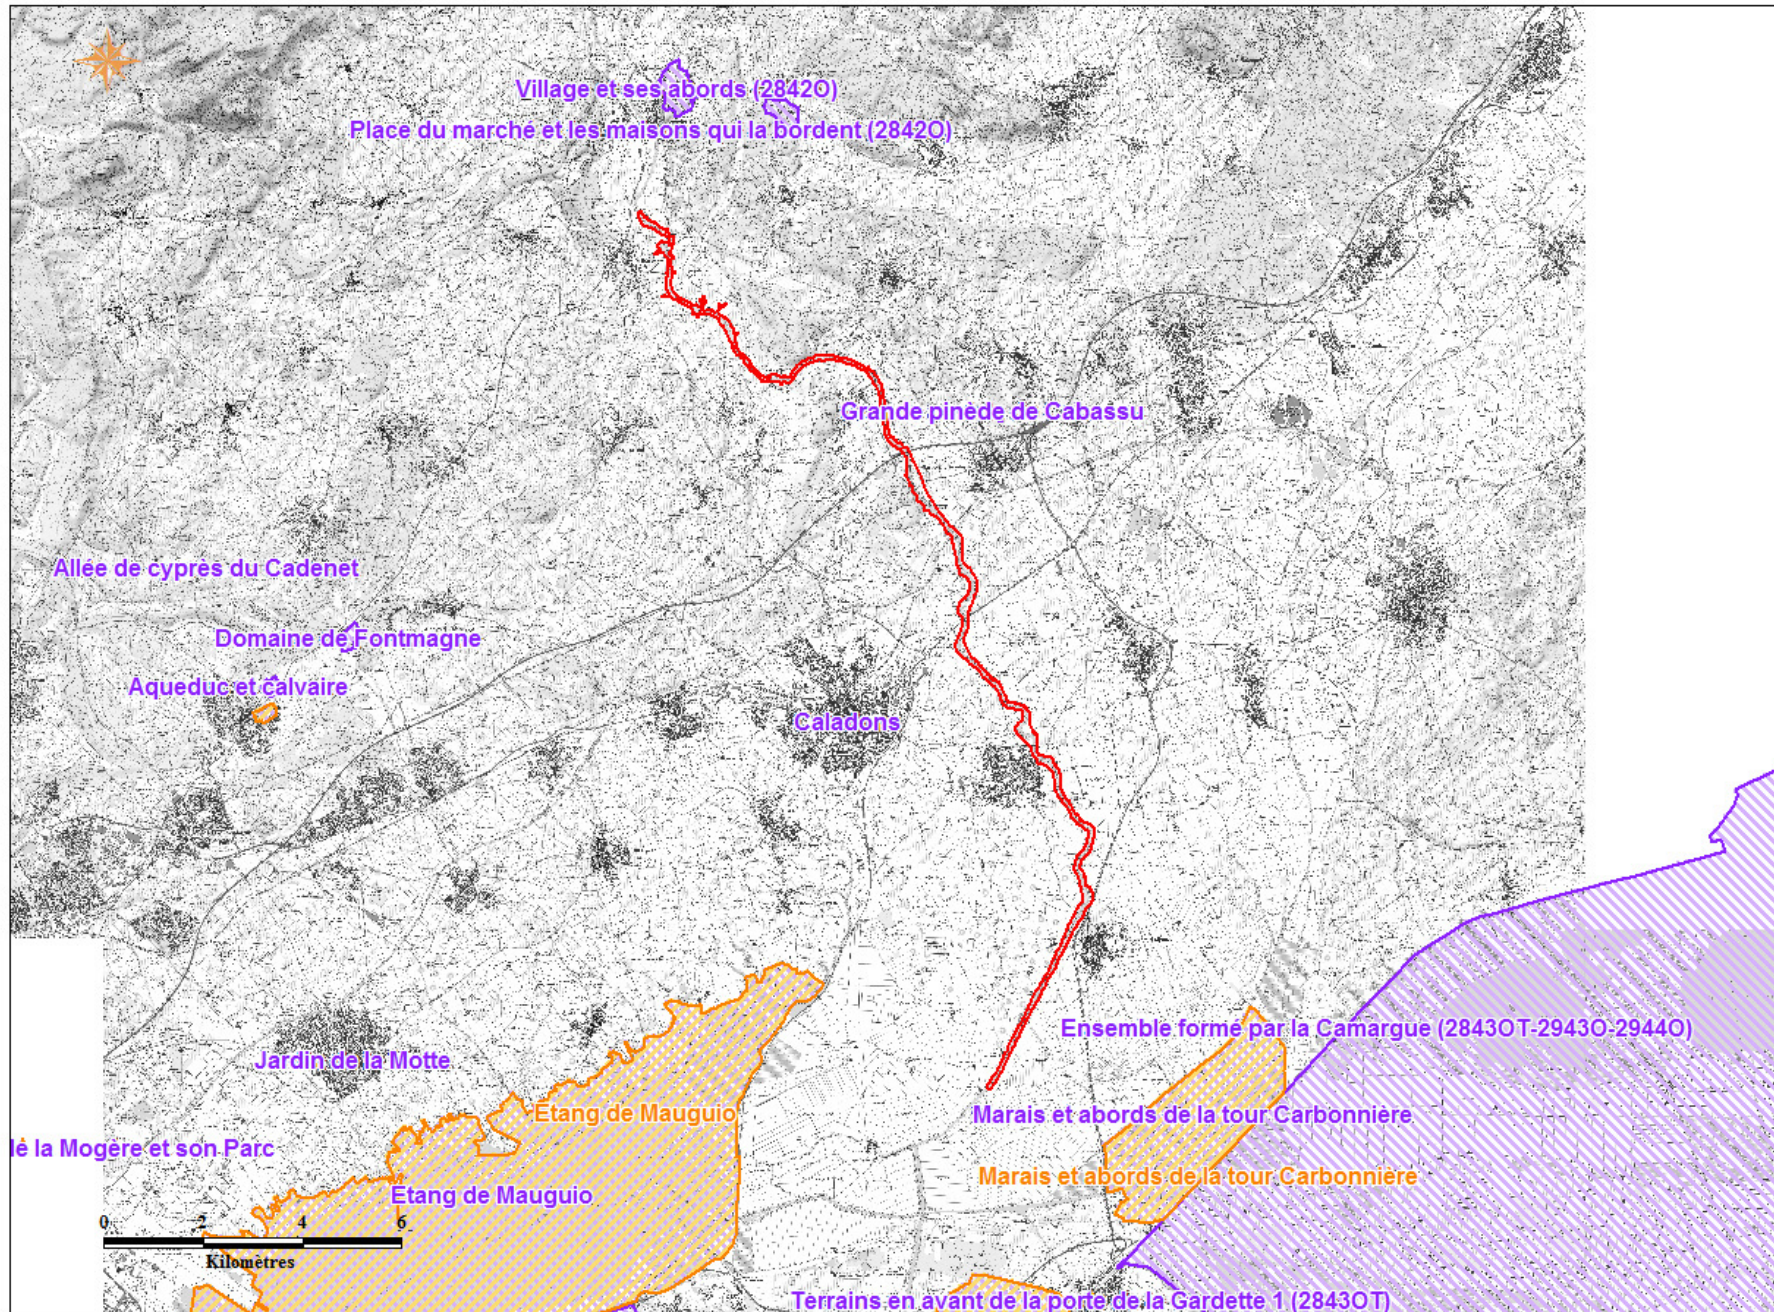 Village et ses abords (2842O)
Place du marché et les maisons qui la bordent (2842O)
Grande pinède de Cabassu
Allée de cyprès du Cadenet
Domaine de Fontmagne
Aqueduc et calvaire
Caladons
Ensemble formé par la Camargue (2843OT-2943O-2944O)
Jardin de la Motte
Etang de Mauguio
Marais et abords de la tour Carbonnière
la Mogère et son Parc
Marais et abords de la tour Carbonnière
Etang de Mauguio
0 2 4 6
Kilomètres
Terrains en avant de la porte de la Gardette 1 (2843OT)